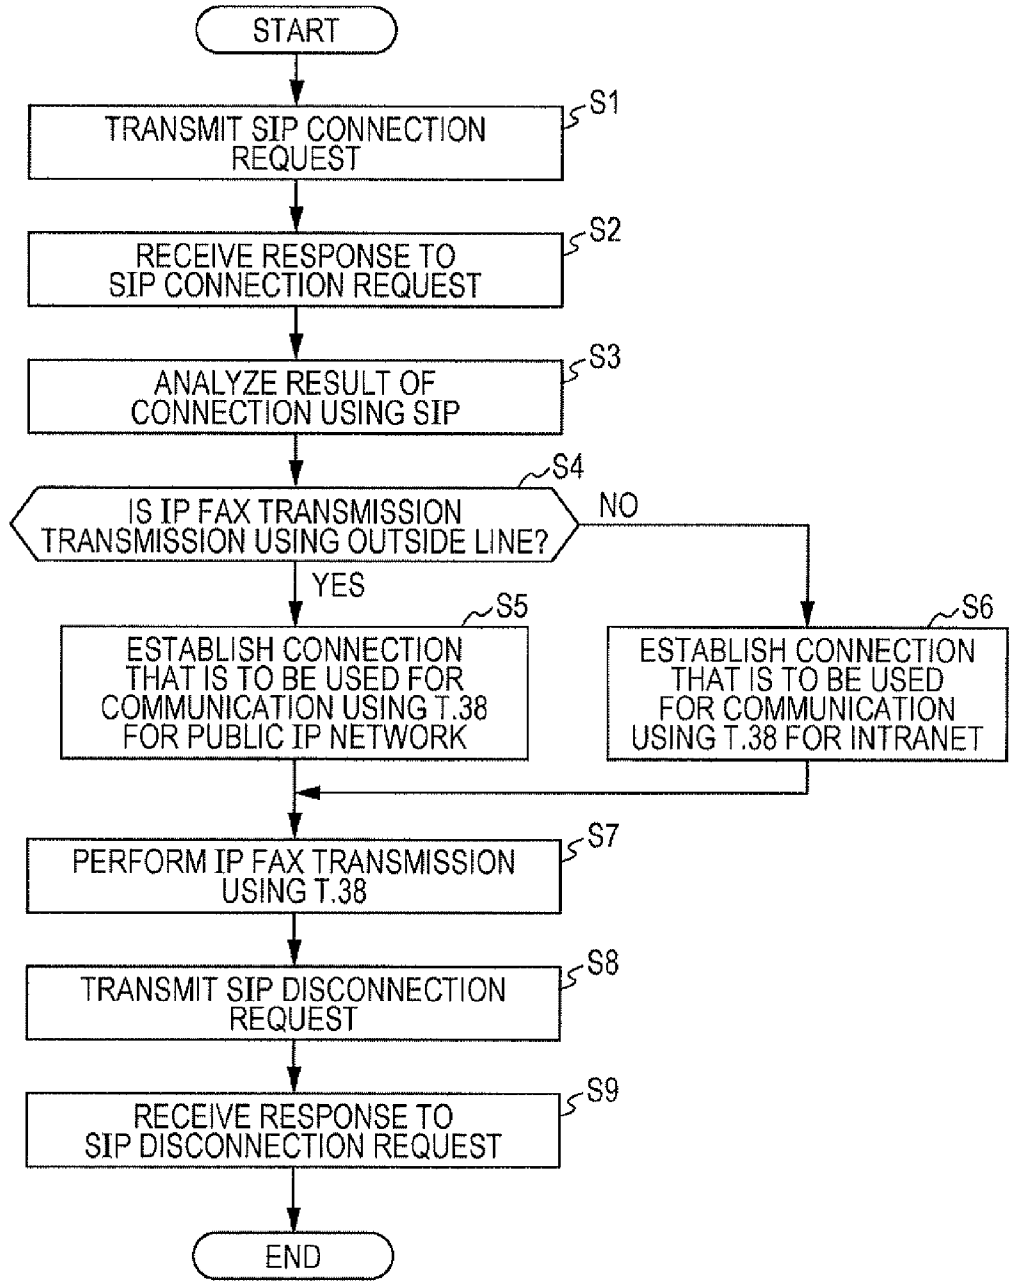 START
S1
TRANSMIT SIP CONNECTION
REQUEST
S2
RECEIVE RESPONSE TO
SIP CONNECTION REQUEST
S3
ANALYZE RESULT OF
CONNECTION USING SIP
S4
IS IP FAX TRANSMISSION
TRANSMISSION USING OUTSIDE LINE?
NO
YES
S5
ESTABLISH CONNECTION
THAT IS TO BE USED FOR
COMMUNICATION USING T.38
FOR PUBLIC IP NETWORK
S6
ESTABLISH CONNECTION
THAT IS TO BE USED
FOR COMMUNICATION
USING T.38 FOR INTRANET
S7
PERFORM IP FAX TRANSMISSION
USING T.38
S8
TRANSMIT SIP DISCONNECTION
REQUEST
S9
RECEIVE RESPONSE TO
SIP DISCONNECTION REQUEST
END